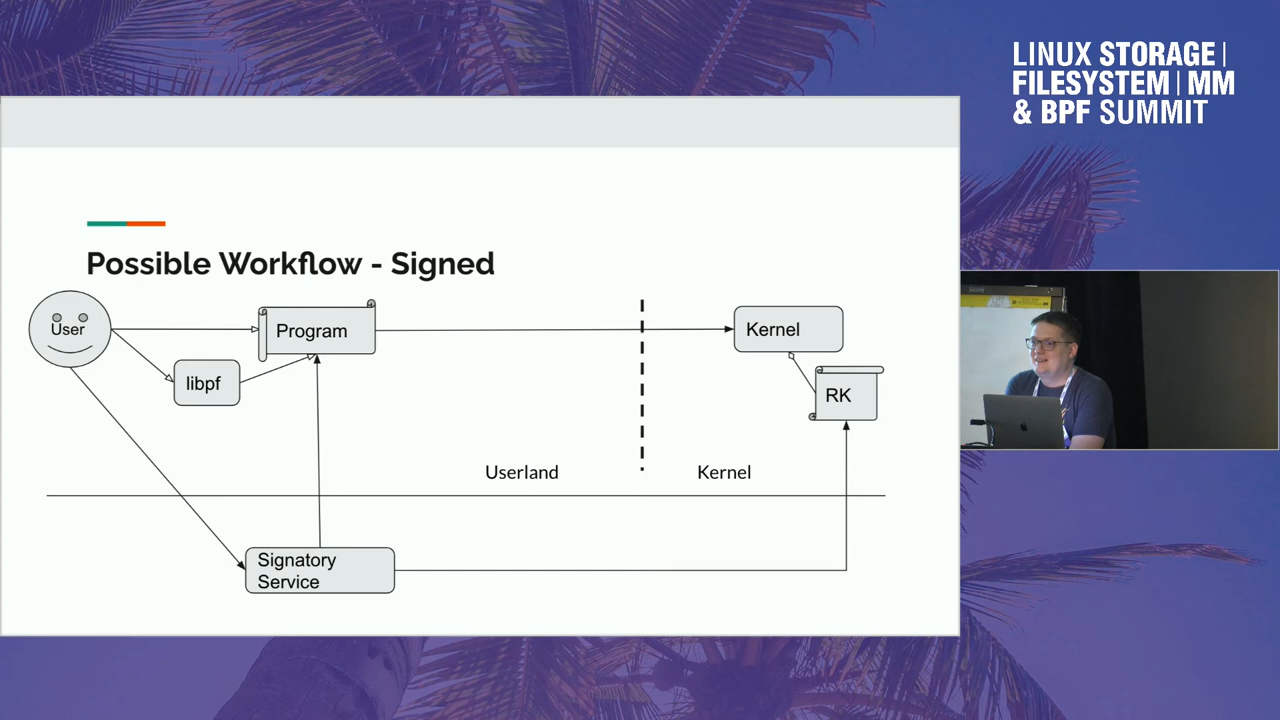 LINUX STORAGE |
FILESYSTEM | MM
& BPF SUMMIT
Possible Workflow - Signed
User
Program
Kernel
libpf
RK
Userland
Kernel
Signatory
Service